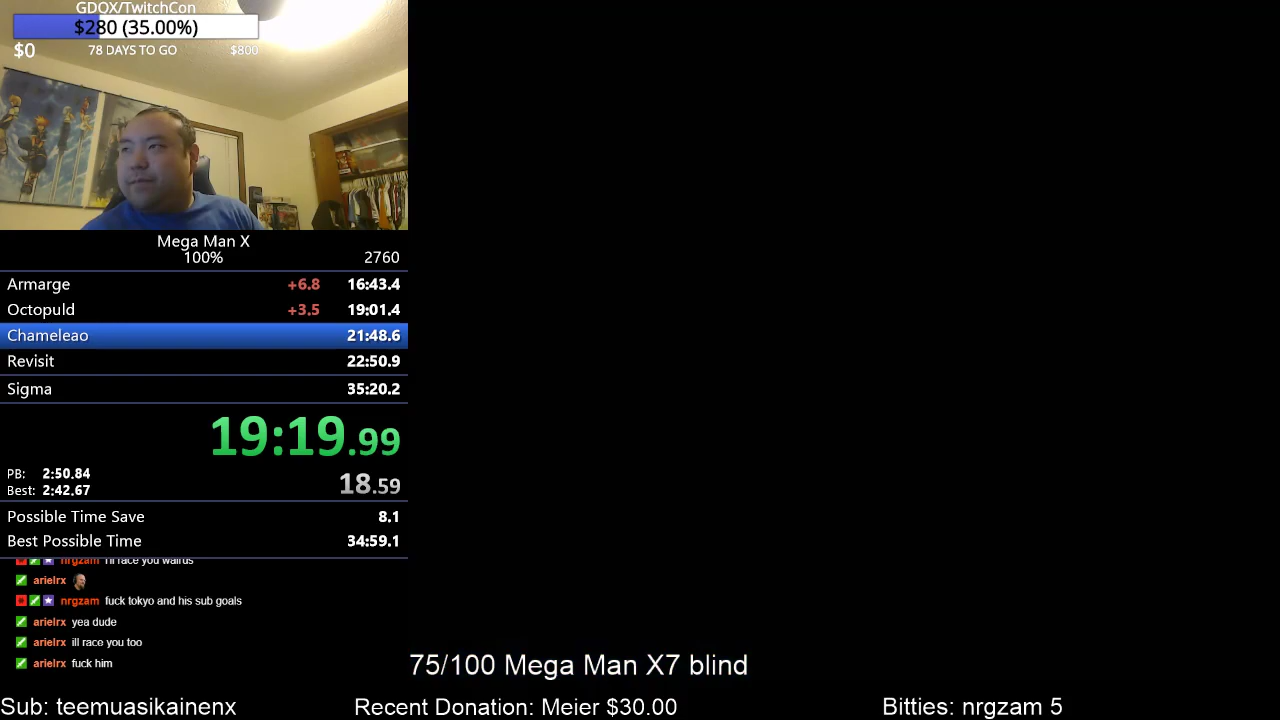 GDOX/TwitchCon
$280 (35.00%)
$0 78 DAYS TO GO $800
Mega Man X
100% 2760
Armarge +6.8 16:43.4
Octopuld +3.5 19:01.4
Chameleao 21:48.6
Revisit 22:50.9
Sigma 35:20.2
19:19.99
PB: 2:50.84
Best: 2:42.67
18.59
Possible Time Save 8.1
Best Possible Time 34:59.1
nrgzam I'll race you walrus
arielrx
nrgzam fuck tokyo and his sub goals
arielrx yea dude
arielrx ill race you too
arielrx fuck him
75/100 Mega Man X7 blind
Sub: teemuasikainenx Recent Donation: Meier $30.00 Bitties: nrgzam 5